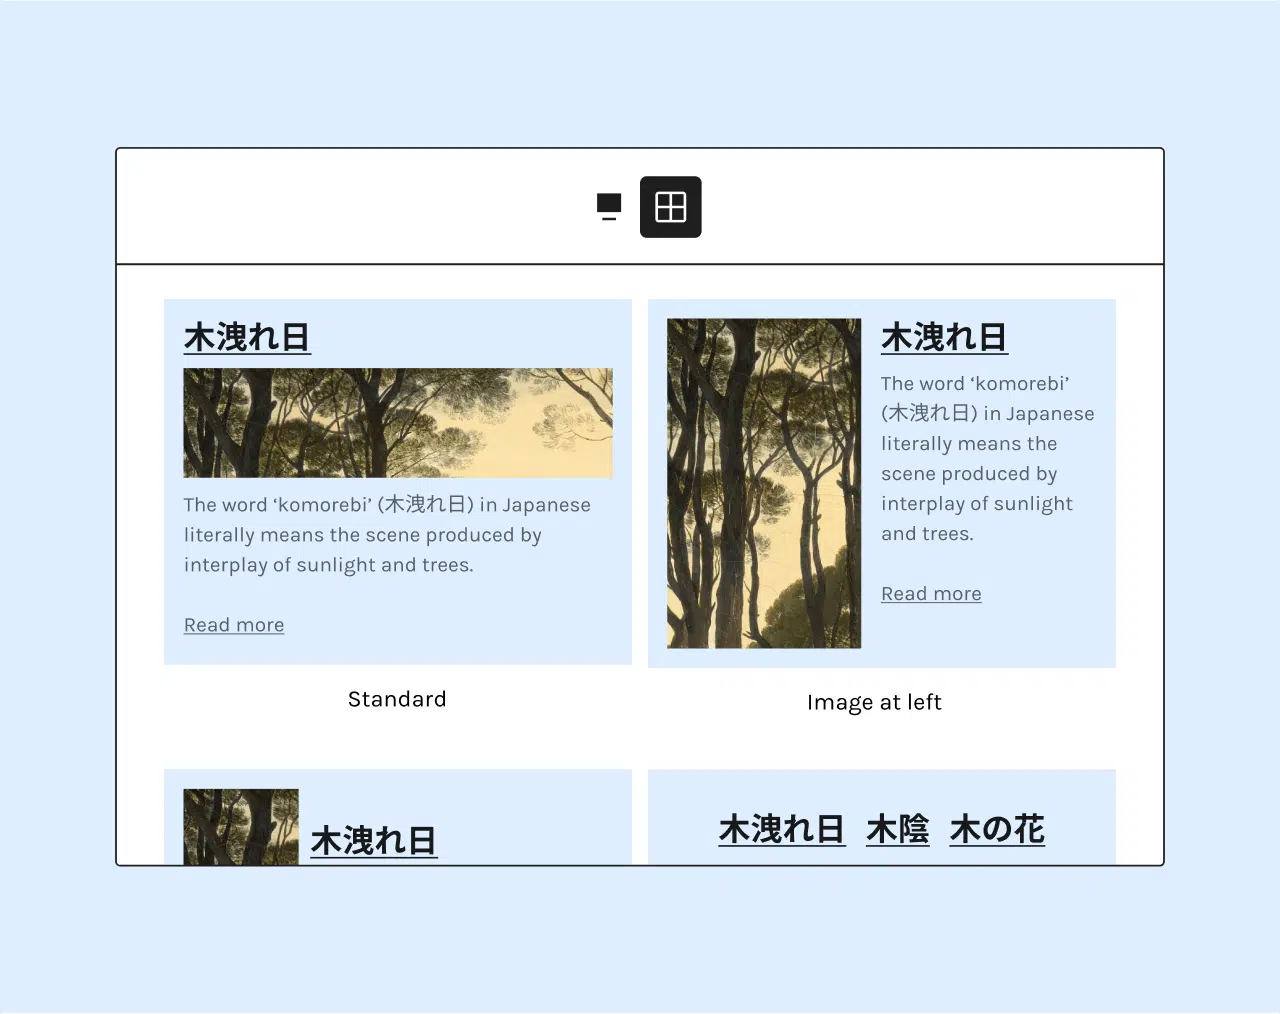 木洩れ日
The word ‘komorebi’ (木洩れ日) in Japanese
literally means the scene produced by
interplay of sunlight and trees.
Read more
Standard
木洩れ日
The word ‘komorebi’
(木洩れ日) in Japanese
literally means the
scene produced by
interplay of sunlight
and trees.
Read more
Image at left
木洩れ日
木洩れ日 木陰 木の花